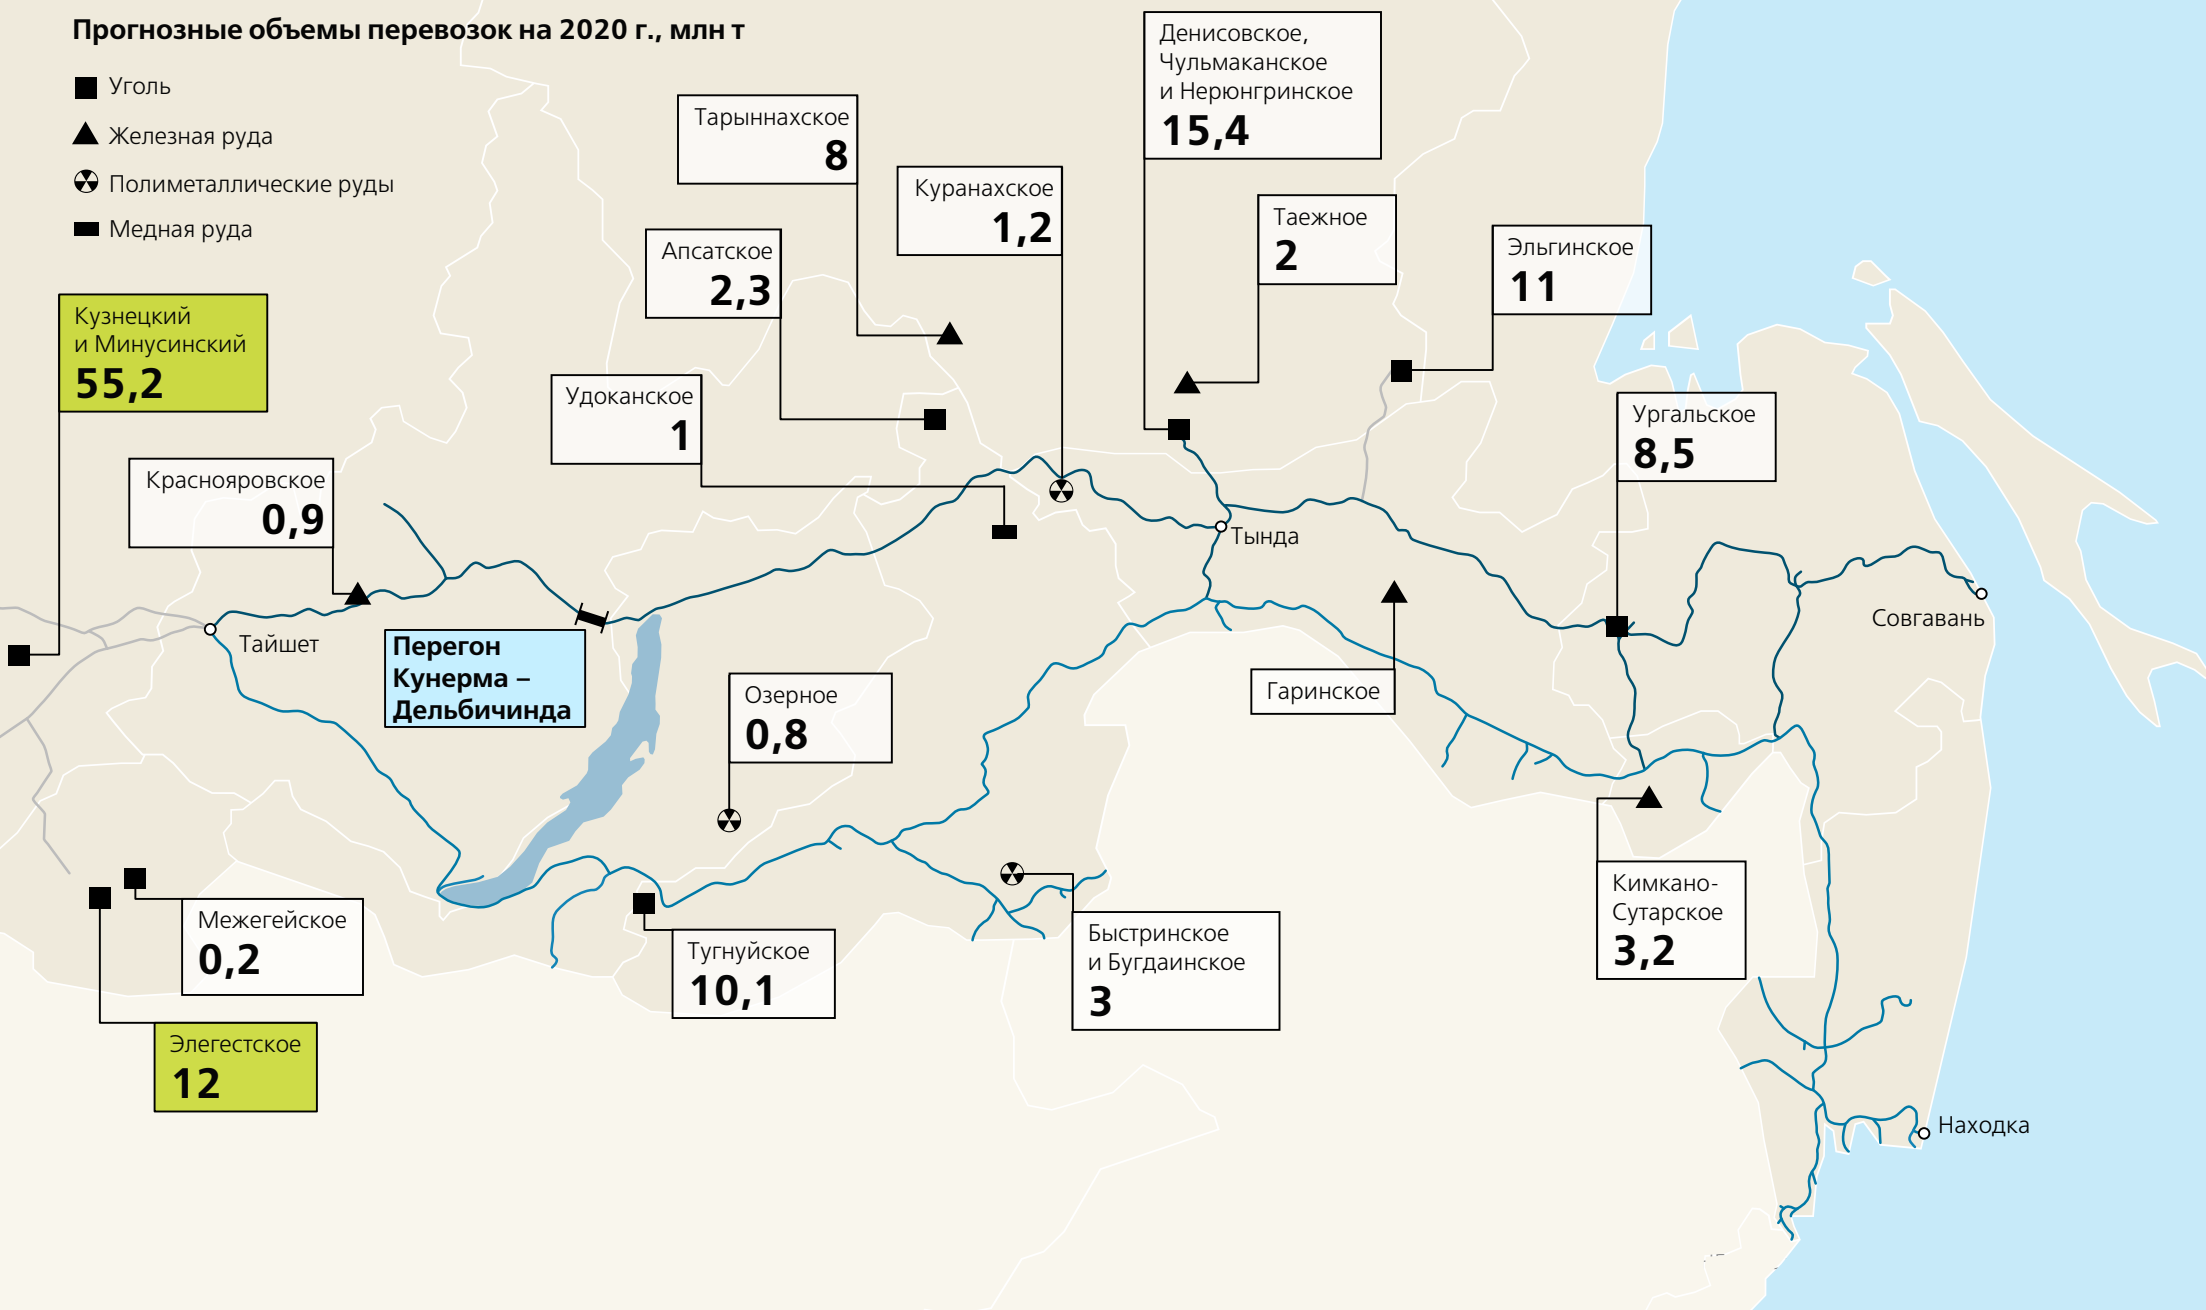 Прогнозные объемы перевозок на 2020 г., млн т
Уголь
Железная руда
Полиметаллические руды
Медная руда
Денисовское,
Чульмаканское
и Нерюнгринское
15,4
Тарыннахское
8
Куранахское
1,2
Таежное
2
Эльгинское
11
Апсатское
2,3
Кузнецкий
и Минусинский
55,2
Удоканское
1
Ургальское
8,5
Краснояровское
0,9
Тында
Совгавань
Тайшет
Перегон
Кунерма –
Дельбичинда
Озерное
0,8
Гаринское
Кимкано-
Сутарское
3,2
Межегейское
0,2
Тугнуйское
10,1
Быстринское
и Бугдаинское
3
Элегестское
12
Находка